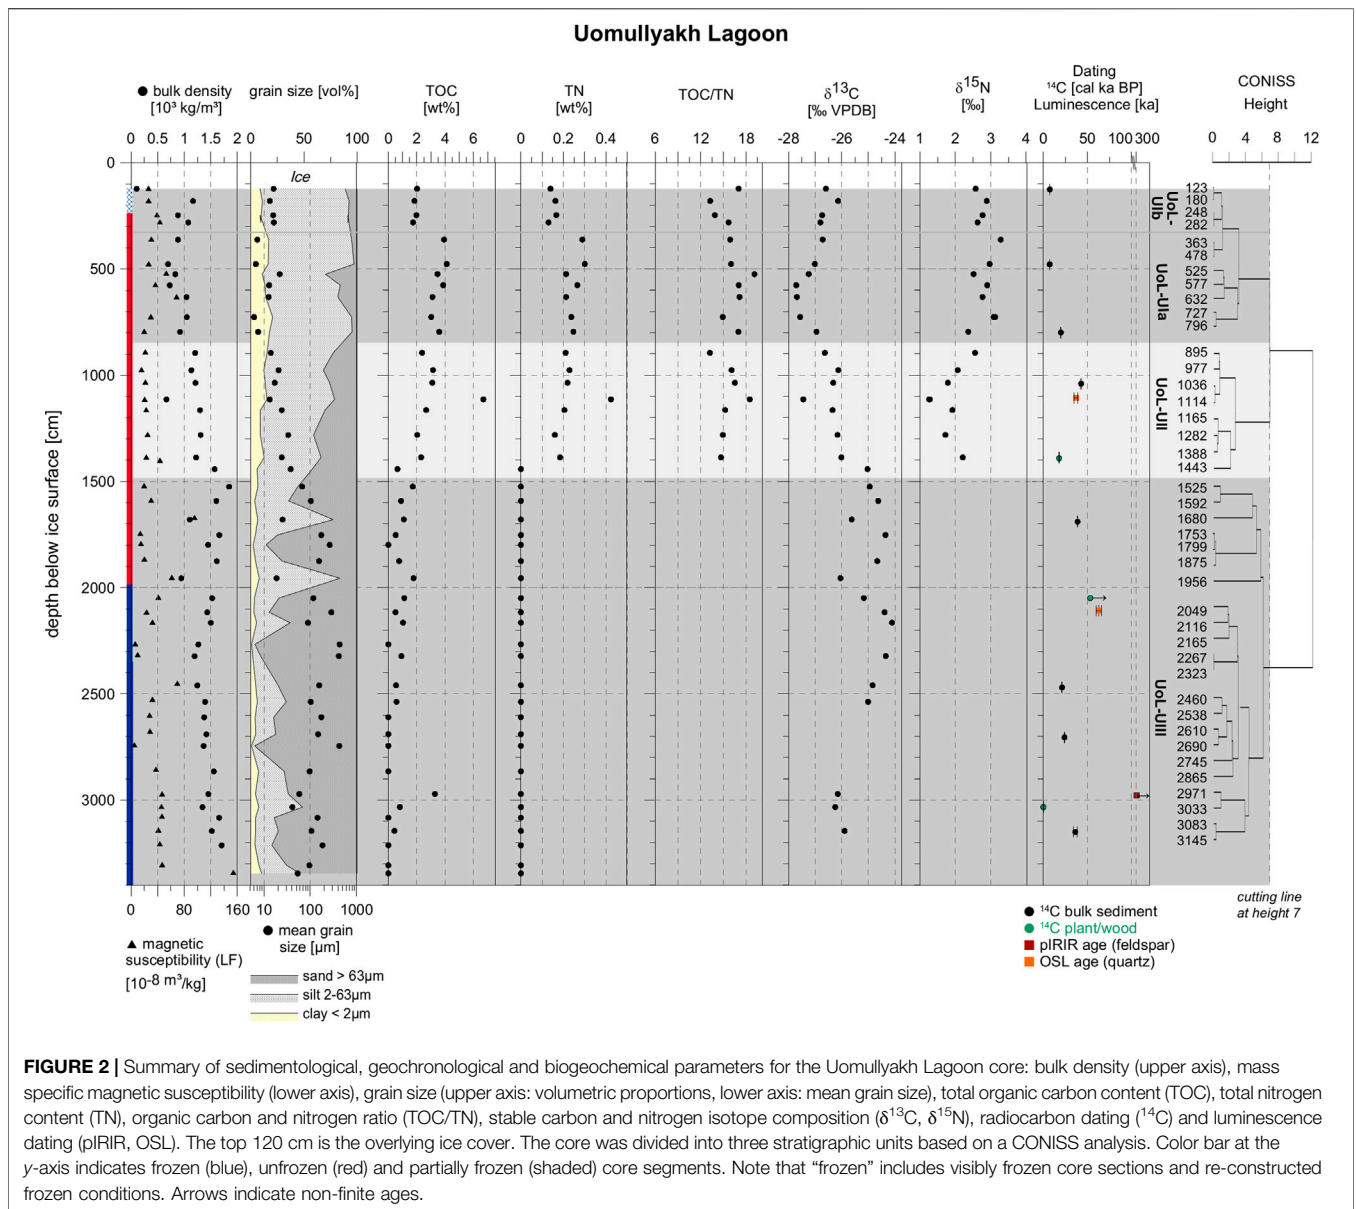 Uomullyakh Lagoon
bulk density
[10³ kg/m³]
grain size [vol%]
TOC
[wt%]
TN
[wt%]
TOC/TN
δ¹³C
[‰ VPDB]
δ¹⁵N
[‰]
Dating
¹⁴C [cal ka BP]
Luminescence [ka]
CONISS
Height
0 0.5 1 1.5 2
0 50 100
0 2 4 6
0 0.2 0.4
6 12 18
-28 -26 -24
1 2 3
0 50 100 300
0 4 8 12
depth below ice surface [cm]
0
500
1000
1500
2000
2500
3000
Ice
UoL-UIb
UoL-UIa
UoL-UII
UoL-UIII
123
180
248
282
363
478
525
577
632
727
796
895
977
1036
1114
1165
1282
1388
1443
1525
1592
1680
1753
1799
1875
1956
2049
2116
2165
2267
2323
2460
2538
2610
2690
2745
2865
2971
3033
3083
3145
cutting line
at height 7
0 80 160
10 100 1000
magnetic
susceptibility (LF)
[10-8 m³/kg]
mean grain
size [µm]
sand > 63µm
silt 2-63µm
clay < 2µm
¹⁴C bulk sediment
¹⁴C plant/wood
pIRIR age (feldspar)
OSL age (quartz)
FIGURE 2 | Summary of sedimentological, geochronological and biogeochemical parameters for the Uomullyakh Lagoon core: bulk density (upper axis), mass
specific magnetic susceptibility (lower axis), grain size (upper axis: volumetric proportions, lower axis: mean grain size), total organic carbon content (TOC), total nitrogen
content (TN), organic carbon and nitrogen ratio (TOC/TN), stable carbon and nitrogen isotope composition (δ¹³C, δ¹⁵N), radiocarbon dating (¹⁴C) and luminescence
dating (pIRIR, OSL). The top 120 cm is the overlying ice cover. The core was divided into three stratigraphic units based on a CONISS analysis. Color bar at the
y-axis indicates frozen (blue), unfrozen (red) and partially frozen (shaded) core segments. Note that “frozen” includes visibly frozen core sections and re-constructed
frozen conditions. Arrows indicate non-finite ages.